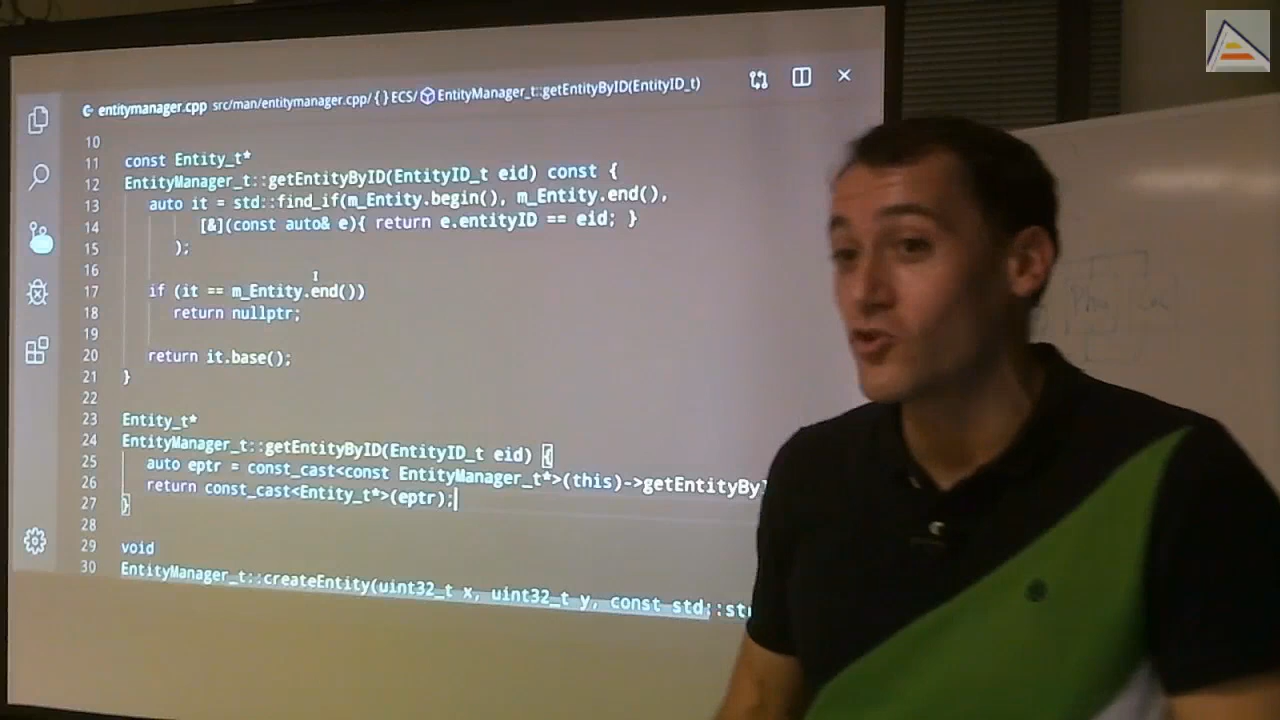 entitymanager.cpp src/man/entitymanager.cpp/ { } ECS/ EntityManager_t::getEntityByID(EntityID_t)
10
11 const Entity_t*
12 EntityManager_t::getEntityByID(EntityID_t eid) const {
13 auto it = std::find_if(m_Entity.begin(), m_Entity.end(),
14 [&](const auto& e){ return e.entityID == eid; }
15 );
16
17 if (it == m_Entity.end())
18 return nullptr;
19
20 return it.base();
21 }
22
23 Entity_t*
24 EntityManager_t::getEntityByID(EntityID_t eid) {
25 auto eptr = const_cast<const EntityManager_t*>(this)->getEntityBy
26 return const_cast<Entity_t*>(eptr);
27 }
28
29 void
30 EntityManager_t::createEntity(uint32_t x, uint32_t y, const std::st